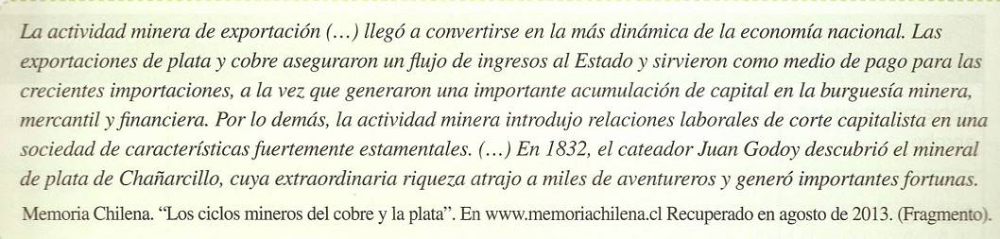 La actividad minera de exportación (…) llegó a convertirse en la más dinámica de la economía nacional. Las
exportaciones de plata y cobre aseguraron un flujo de ingresos al Estado y sirvieron como medio de pago para las
crecientes importaciones, a la vez que generaron una importante acumulación de capital en la burguesía minera,
mercantil y financiera. Por lo demás, la actividad minera introdujo relaciones laborales de corte capitalista en una
sociedad de características fuertemente estamentales. (…) En 1832, el cateador Juan Godoy descubrió el mineral
de plata de Chañarcillo, cuya extraordinaria riqueza atrajo a miles de aventureros y generó importantes fortunas.
Memoria Chilena. “Los ciclos mineros del cobre y la plata”. En www.memoriachilena.cl Recuperado en agosto de 2013. (Fragmento).